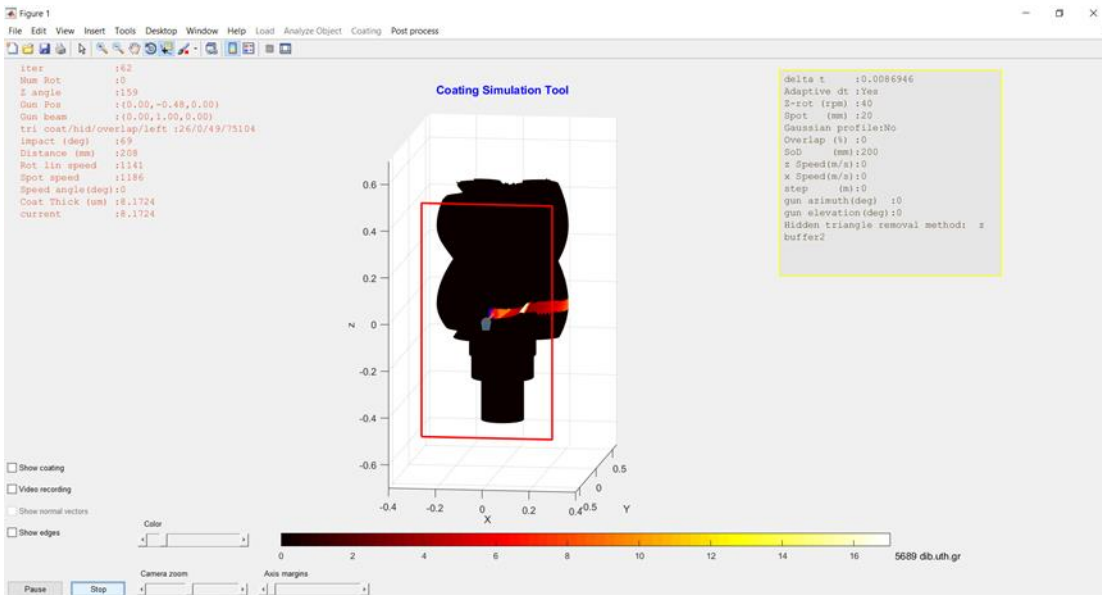 Figure 1
File Edit View Insert Tools Desktop Window Help Load Analyze Object Coating Post process
iter :62
Num Rot :0
Z angle :159
Gun Pos :(0.00,-0.48,0.00)
Gun beam :(0.00,1.00,0.00)
tri coat/hid/overlap/left :26/0/49/75104
impact (deg) :69
Distance (mm) :208
Rot lin speed :1141
Spot speed :1186
Speed angle(deg):0
Coat Thick (um) :8.1724
current :8.1724
Coating Simulation Tool
delta t :0.0086946
Adaptive dt :Yes
Z-rot (rpm) :40
Spot (mm) :20
Gaussian profile:No
Overlap (%) :0
SoD (mm):200
z Speed(m/s):0
x Speed(m/s):0
step (m):0
gun azimuth(deg) :0
gun elevation(deg):0
Hidden triangle removal method: z
buffer2
0.6
0.4
0.2
0
-0.2
-0.4
-0.6
z
-0.4 -0.2 0 0.2 0.4
X
-0.5 0 0.5
Y
Show coating
Video recording
Show normal vectors
Show edges
Color
0 2 4 6 8 10 12 14 16
5689 dib.uth.gr
Camera zoom
Axis margins
Pause
Stop